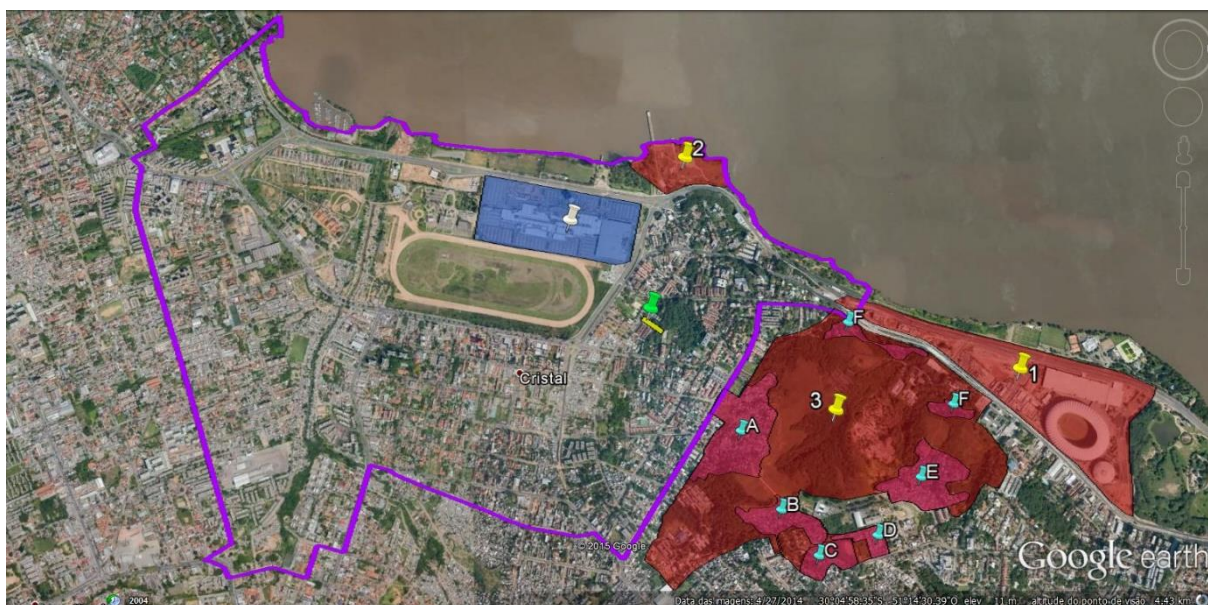 2
F
1
Cristal
3
F
A
E
B
D
C
© 2015 Google
Google earth
2004
Data das imagens: 4/27/2014 30°04'58.35"S 51°14'30.39"O elev 11 m altitude do ponto de visão 4.43 km